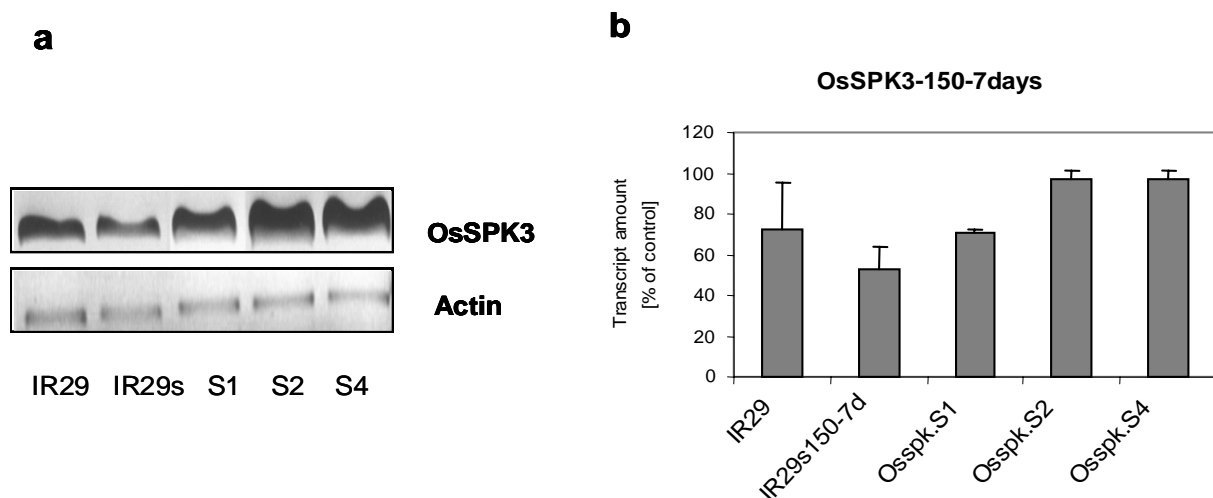 a
OsSPK3
Actin
IR29 IR29s S1 S2 S4
b
OsSPK3-150-7days
Transcript amount
[% of control]
120
100
80
60
40
20
0
IR29
IR29s150-7d
Osspk.S1
Osspk.S2
Osspk.S4